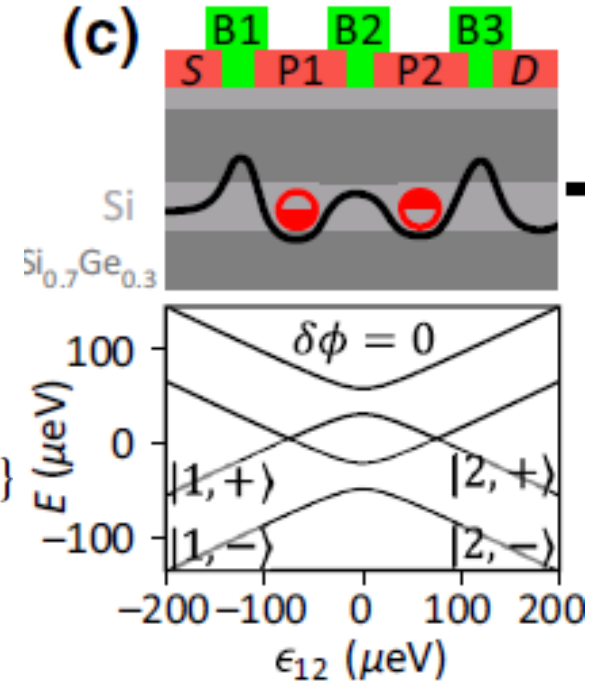 (c)
B1 B2 B3
S P1 P2 D
Si
Si0.7Ge0.3
δϕ = 0
100
0
−100
E (μeV)
}
|1, +⟩ |2, +⟩
|1, −⟩ |2, −⟩
−200 −100 0 100 200
ϵ12 (μeV)